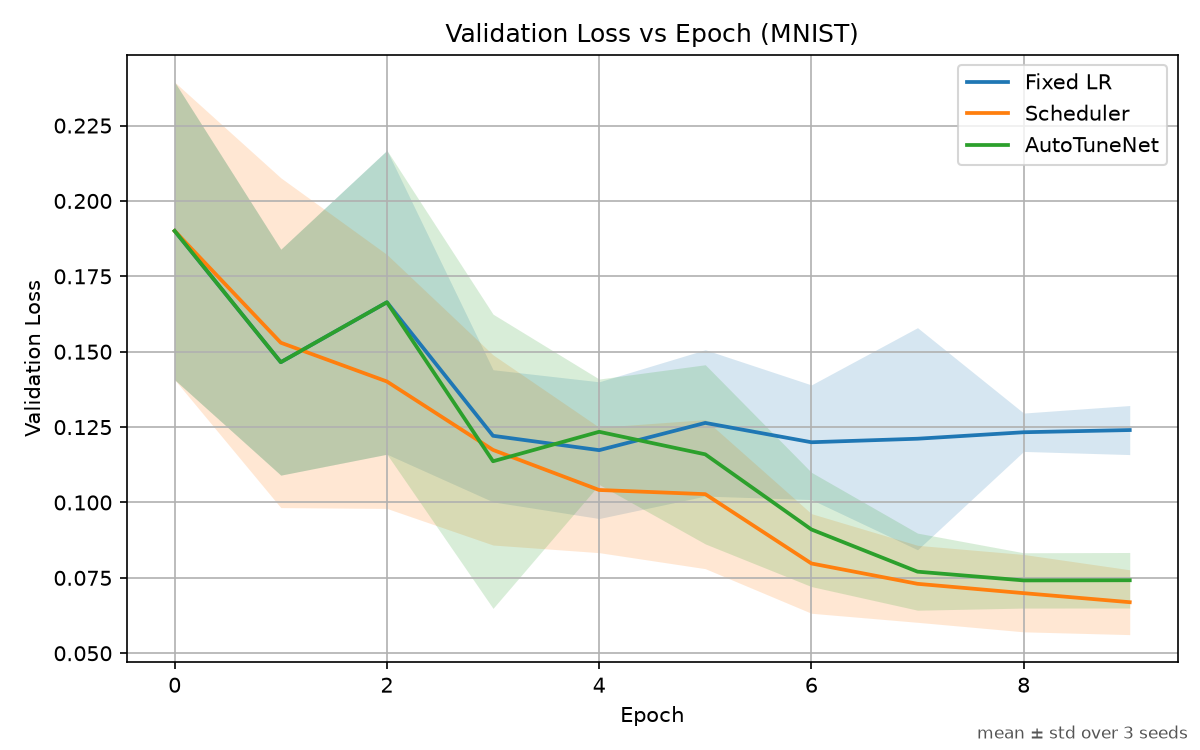 Validation Loss vs Epoch (MNIST)
Fixed LR
Scheduler
AutoTuneNet
Validation Loss
0.225
0.200
0.175
0.150
0.125
0.100
0.075
0.050
0 2 4 6 8
Epoch
mean ± std over 3 seeds